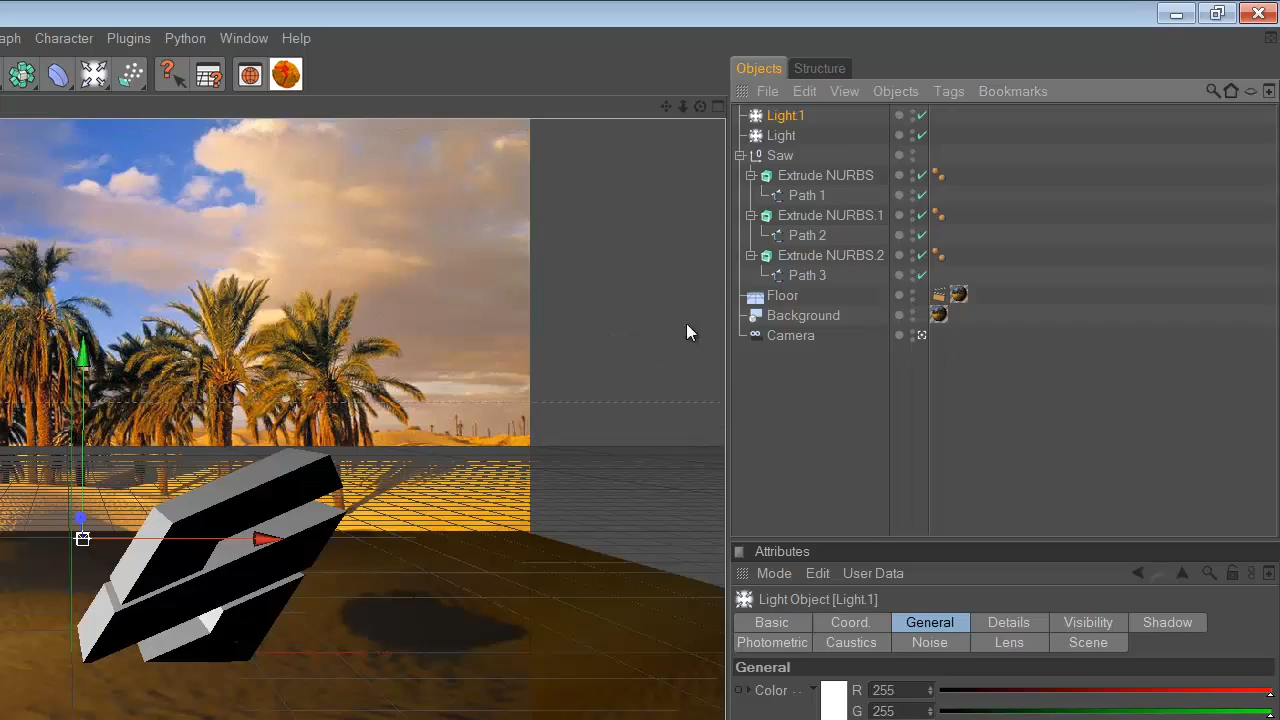 aph Character Plugins Python Window Help
Objects Structure
File Edit View Objects Tags Bookmarks
Light.1
Light
Saw
Extrude NURBS
Path 1
Extrude NURBS.1
Path 2
Extrude NURBS.2
Path 3
Floor
Background
Camera
Attributes
Mode Edit User Data
Light Object [Light.1]
Basic Coord. General Details Visibility Shadow
Photometric Caustics Noise Lens Scene
General
Color . . R 255
G 255